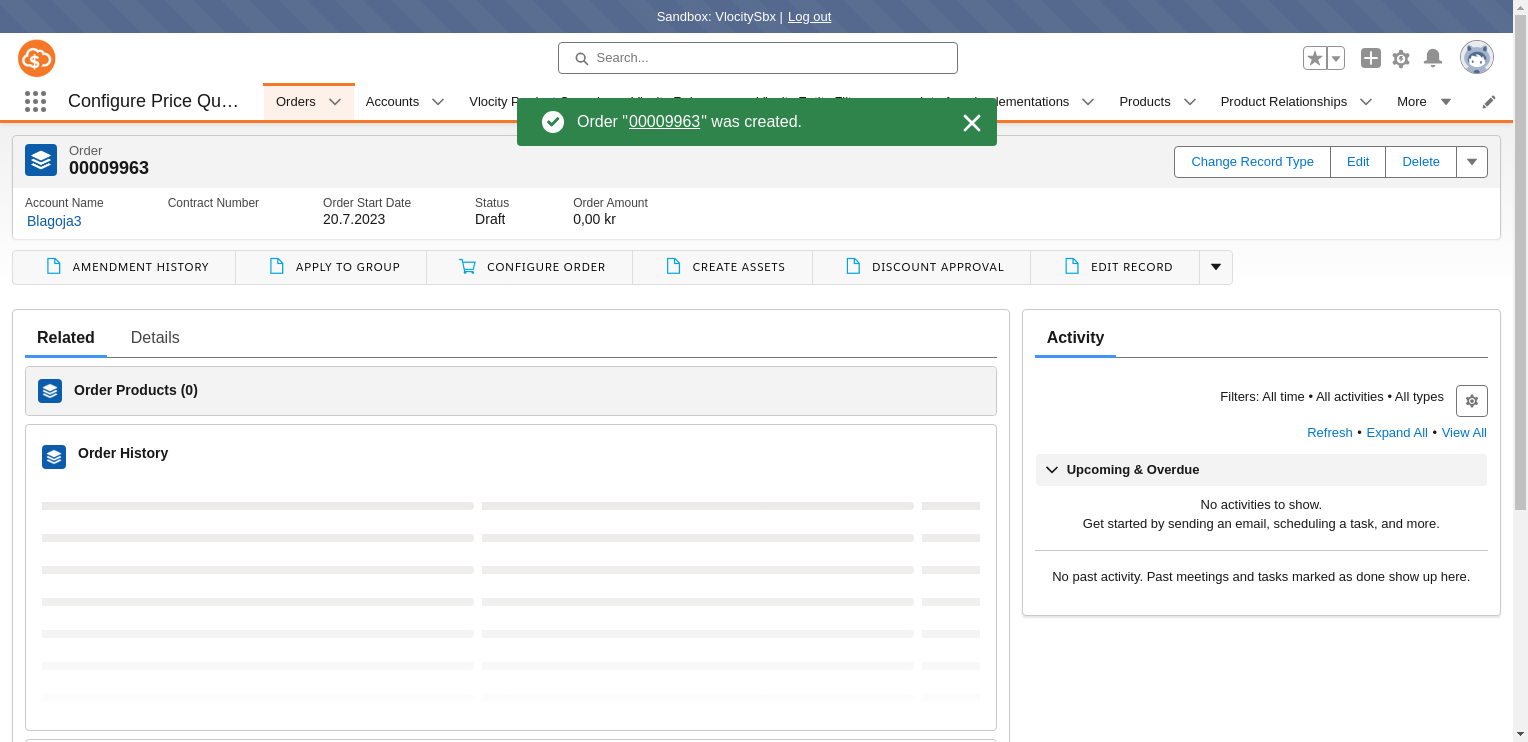 Sandbox: VlocitySbx | Log out
Search...
Configure Price Qu...
Orders
Accounts
Products
Product Relationships
More
Order "00009963" was created.
Order
00009963
Change Record Type
Edit
Delete
Account Name
Contract Number
Order Start Date
Status
Order Amount
Blagoja3
20.7.2023
Draft
0,00 kr
AMENDMENT HISTORY
APPLY TO GROUP
CONFIGURE ORDER
CREATE ASSETS
DISCOUNT APPROVAL
EDIT RECORD
Related
Details
Order Products (0)
Order History
Activity
Filters: All time • All activities • All types
Refresh • Expand All • View All
Upcoming & Overdue
No activities to show.
Get started by sending an email, scheduling a task, and more.
No past activity. Past meetings and tasks marked as done show up here.